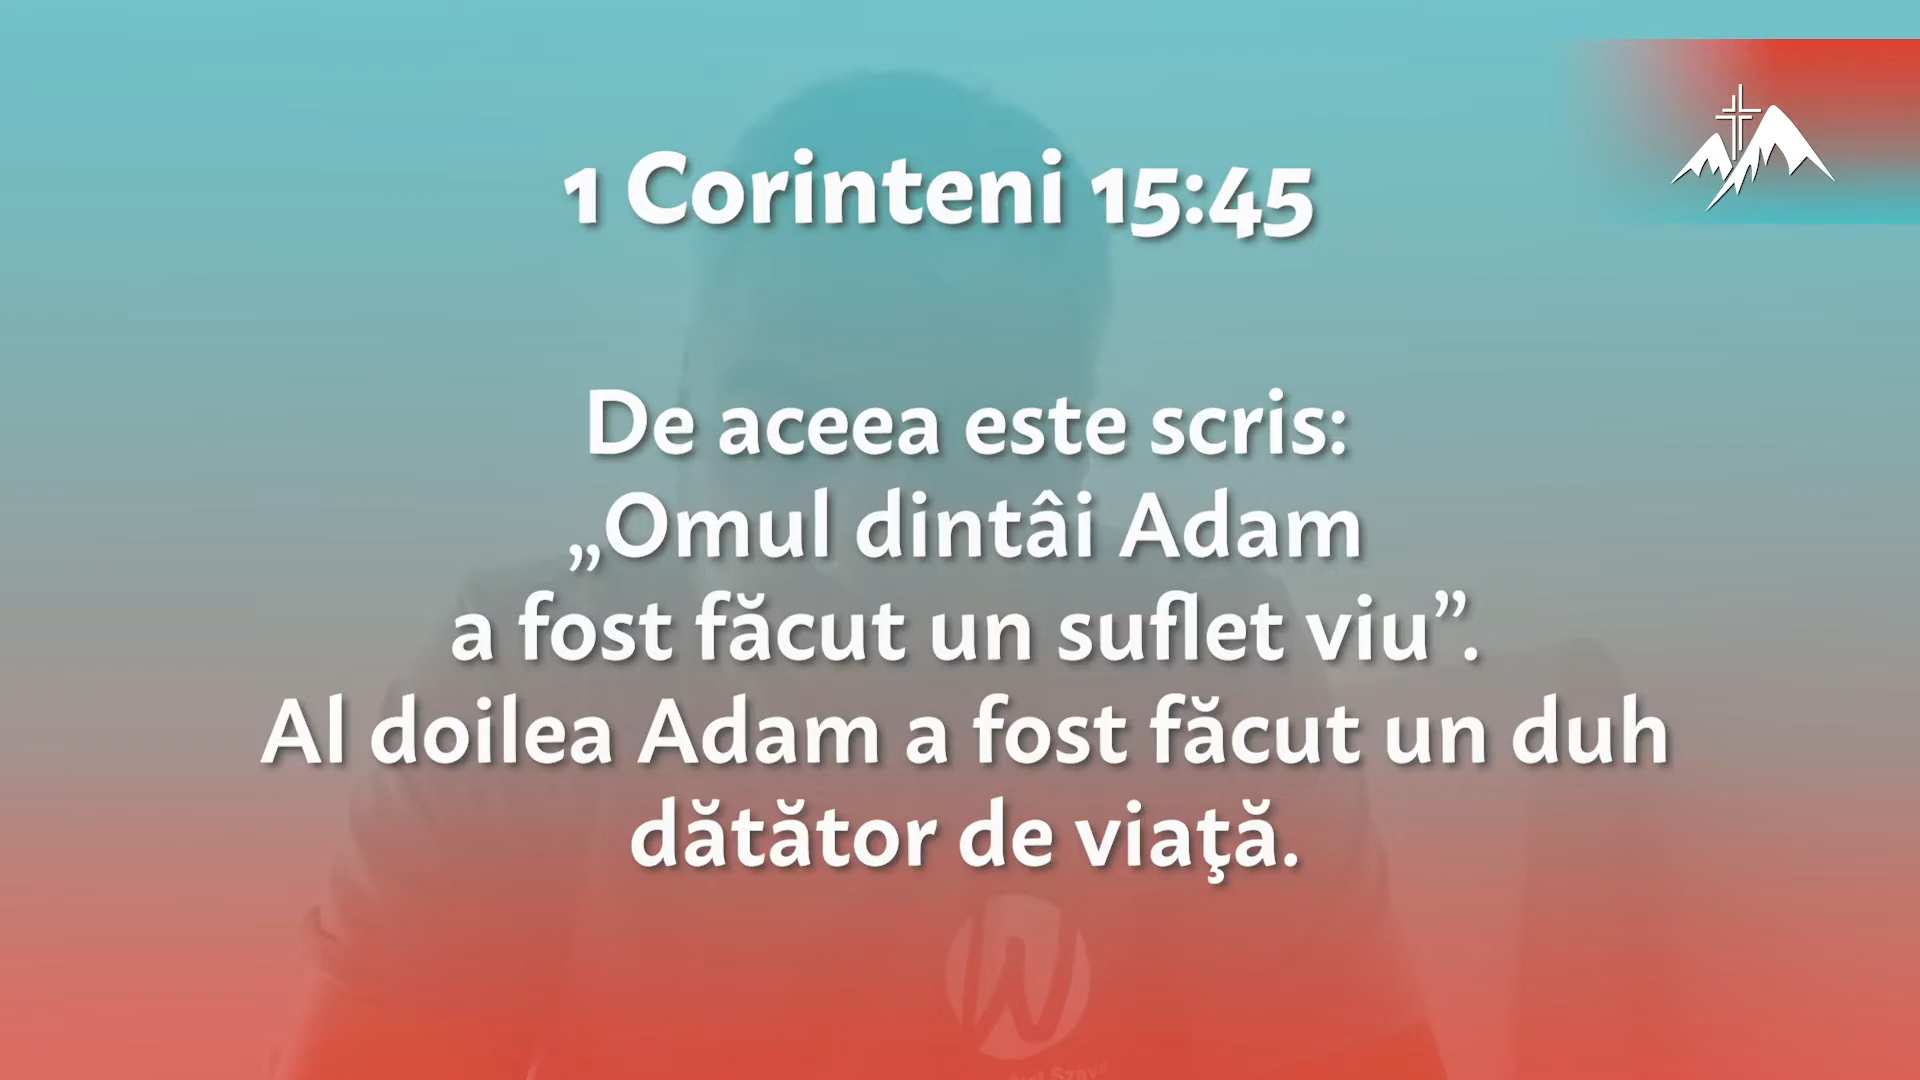 1 Corinteni 15:45
De aceea este scris:
„Omul dintâi Adam
a fost făcut un suflet viu”.
Al doilea Adam a fost făcut un duh
dătător de viaţă.